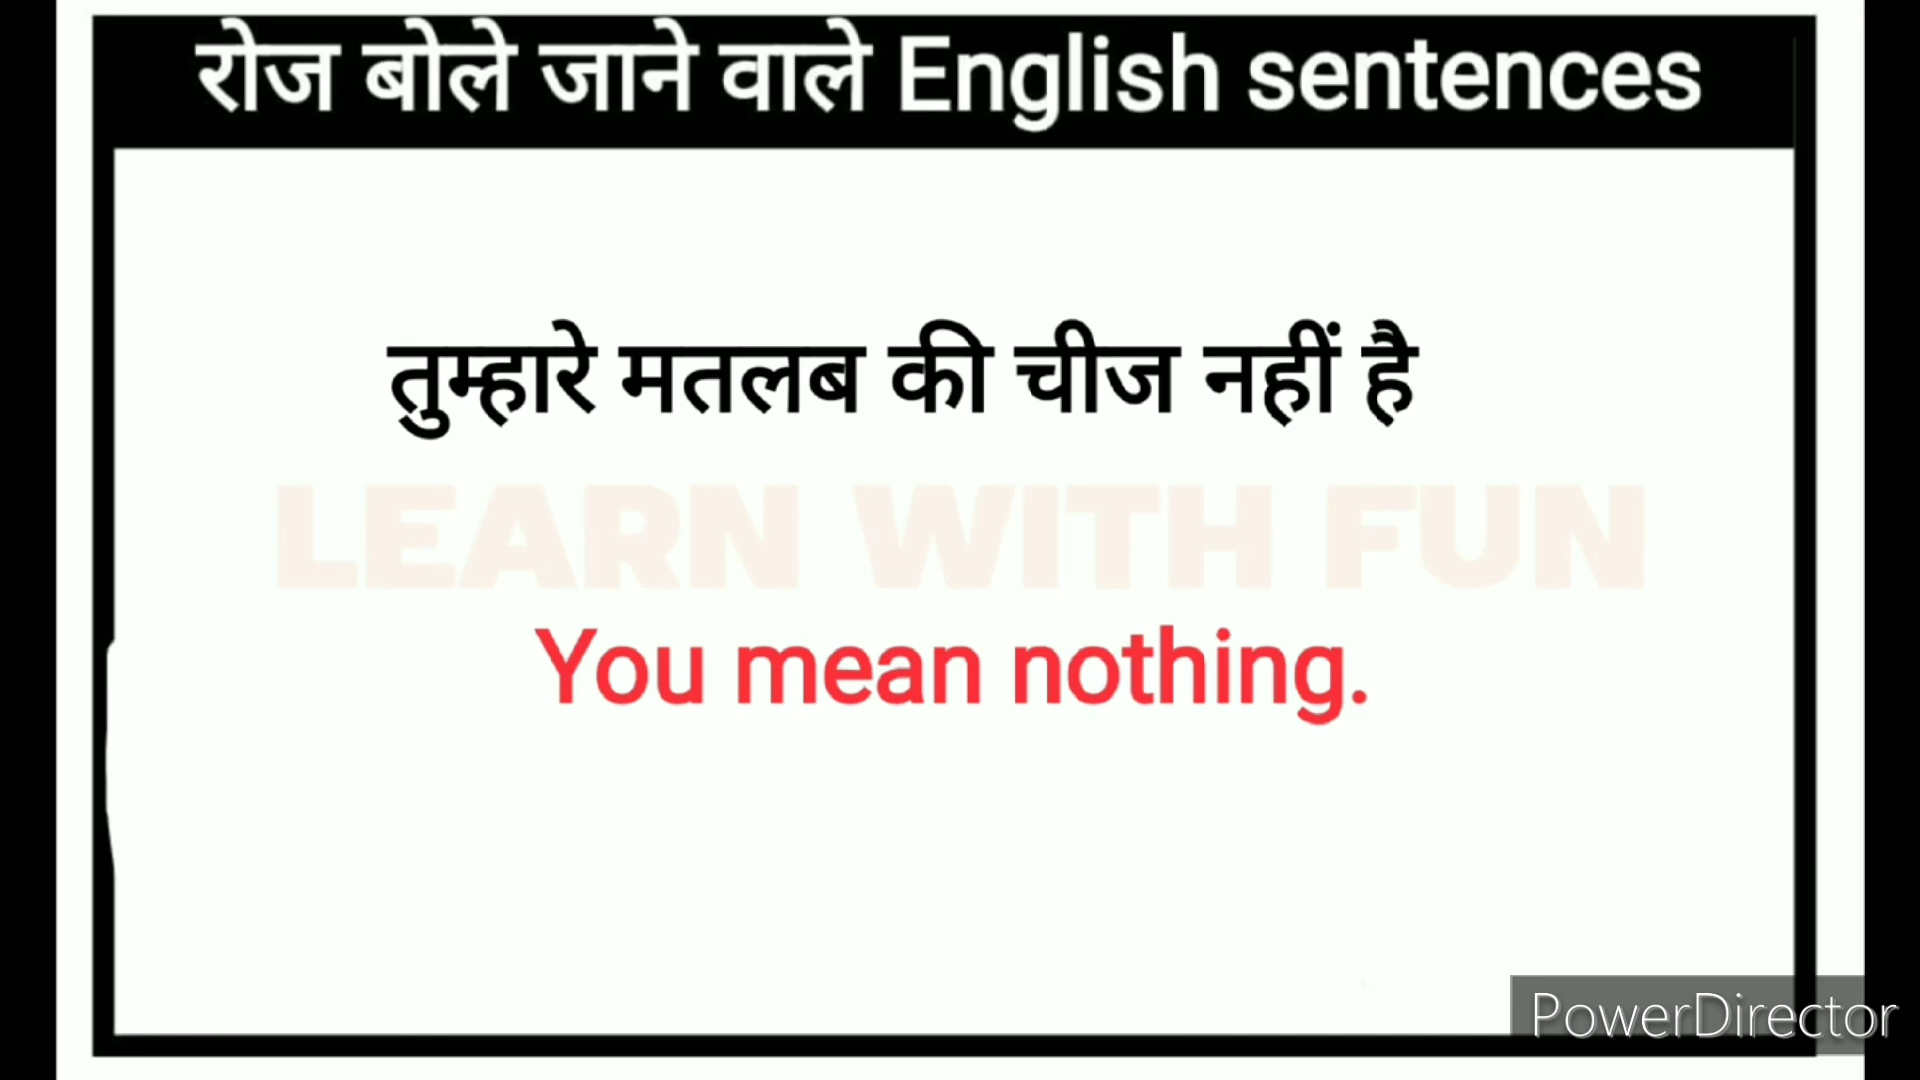 रोज बोले जाने वाले English sentences
तुम्हारे मतलब की चीज नहीं है
LEARN WITH FUN
You mean nothing.
PowerDirector